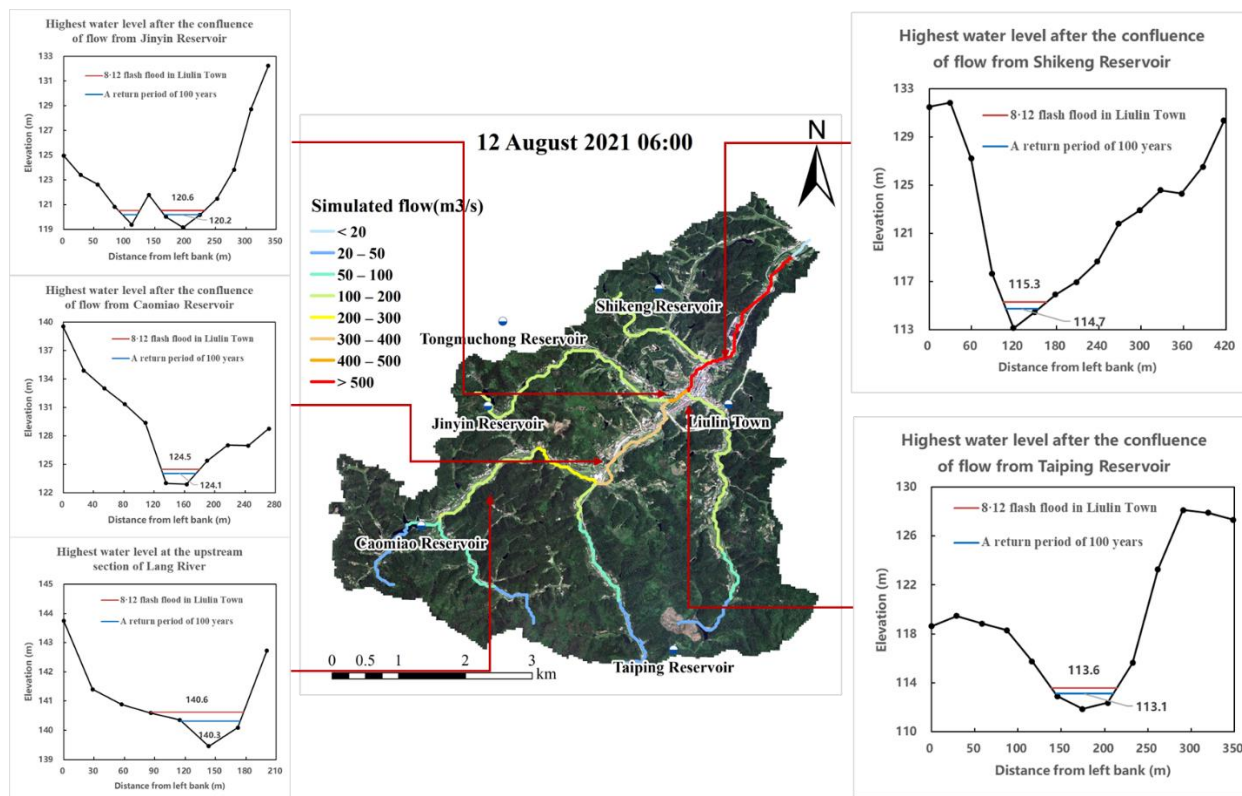 Highest water level after the confluence
of flow from Jinyin Reservoir
133
131
129
127
125
123
121
119
Elevation (m)
8·12 flash flood in Liulin Town
A return period of 100 years
120.6
120.2
0 50 100 150 200 250 300 350
Distance from left bank (m)
Highest water level after the confluence
of flow from Caomiao Reservoir
140
137
134
131
128
125
122
Elevation (m)
8·12 flash flood in Liulin Town
A return period of 100 years
124.5
124.1
0 40 80 120 160 200 240 280
Distance from left bank (m)
Highest water level at the upstream
section of Lang River
145
144
143
142
141
140
139
Elevation (m)
8·12 flash flood in Liulin Town
A return period of 100 years
140.6
140.3
0 30 60 90 120 150 180 210
Distance from left bank (m)
12 August 2021 06:00
N
Simulated flow(m3/s)
< 20
20 – 50
50 – 100
100 – 200
200 – 300
300 – 400
400 – 500
> 500
Shikeng Reservoir
Tongmuchong Reservoir
Jinyin Reservoir
Liulin Town
Caomiao Reservoir
Taiping Reservoir
0 0.5 1 2 3
km
Highest water level after the confluence
of flow from Shikeng Reservoir
133
129
125
121
117
113
Elevation (m)
8·12 flash flood in Liulin Town
A return period of 100 years
115.3
114.7
0 60 120 180 240 300 360 420
Distance from left bank (m)
Highest water level after the confluence
of flow from Taiping Reservoir
130
126
122
118
114
110
Elevation (m)
8·12 flash flood in Liulin Town
A return period of 100 years
113.6
113.1
0 50 100 150 200 250 300 350
Distance from left bank (m)